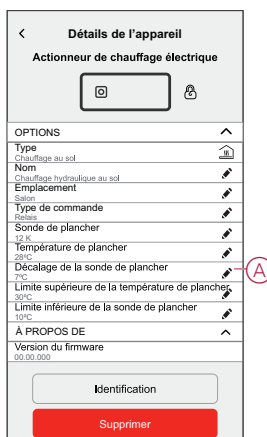 Détails de l'appareil
Actionneur de chauffage électrique
OPTIONS
Type
Chauffage au sol
Nom
Chauffage hydraulique au sol
Emplacement
Salon
Type de commande
Relais
Sonde de plancher
12 K
Température de plancher
28°C
Décalage de la sonde de plancher
7°C
A
Limite supérieure de la température de plancher
30°C
Limite inférieure de la sonde de plancher
10°C
À PROPOS DE
Version du firmware
00.00.000
Identification
Supprimer